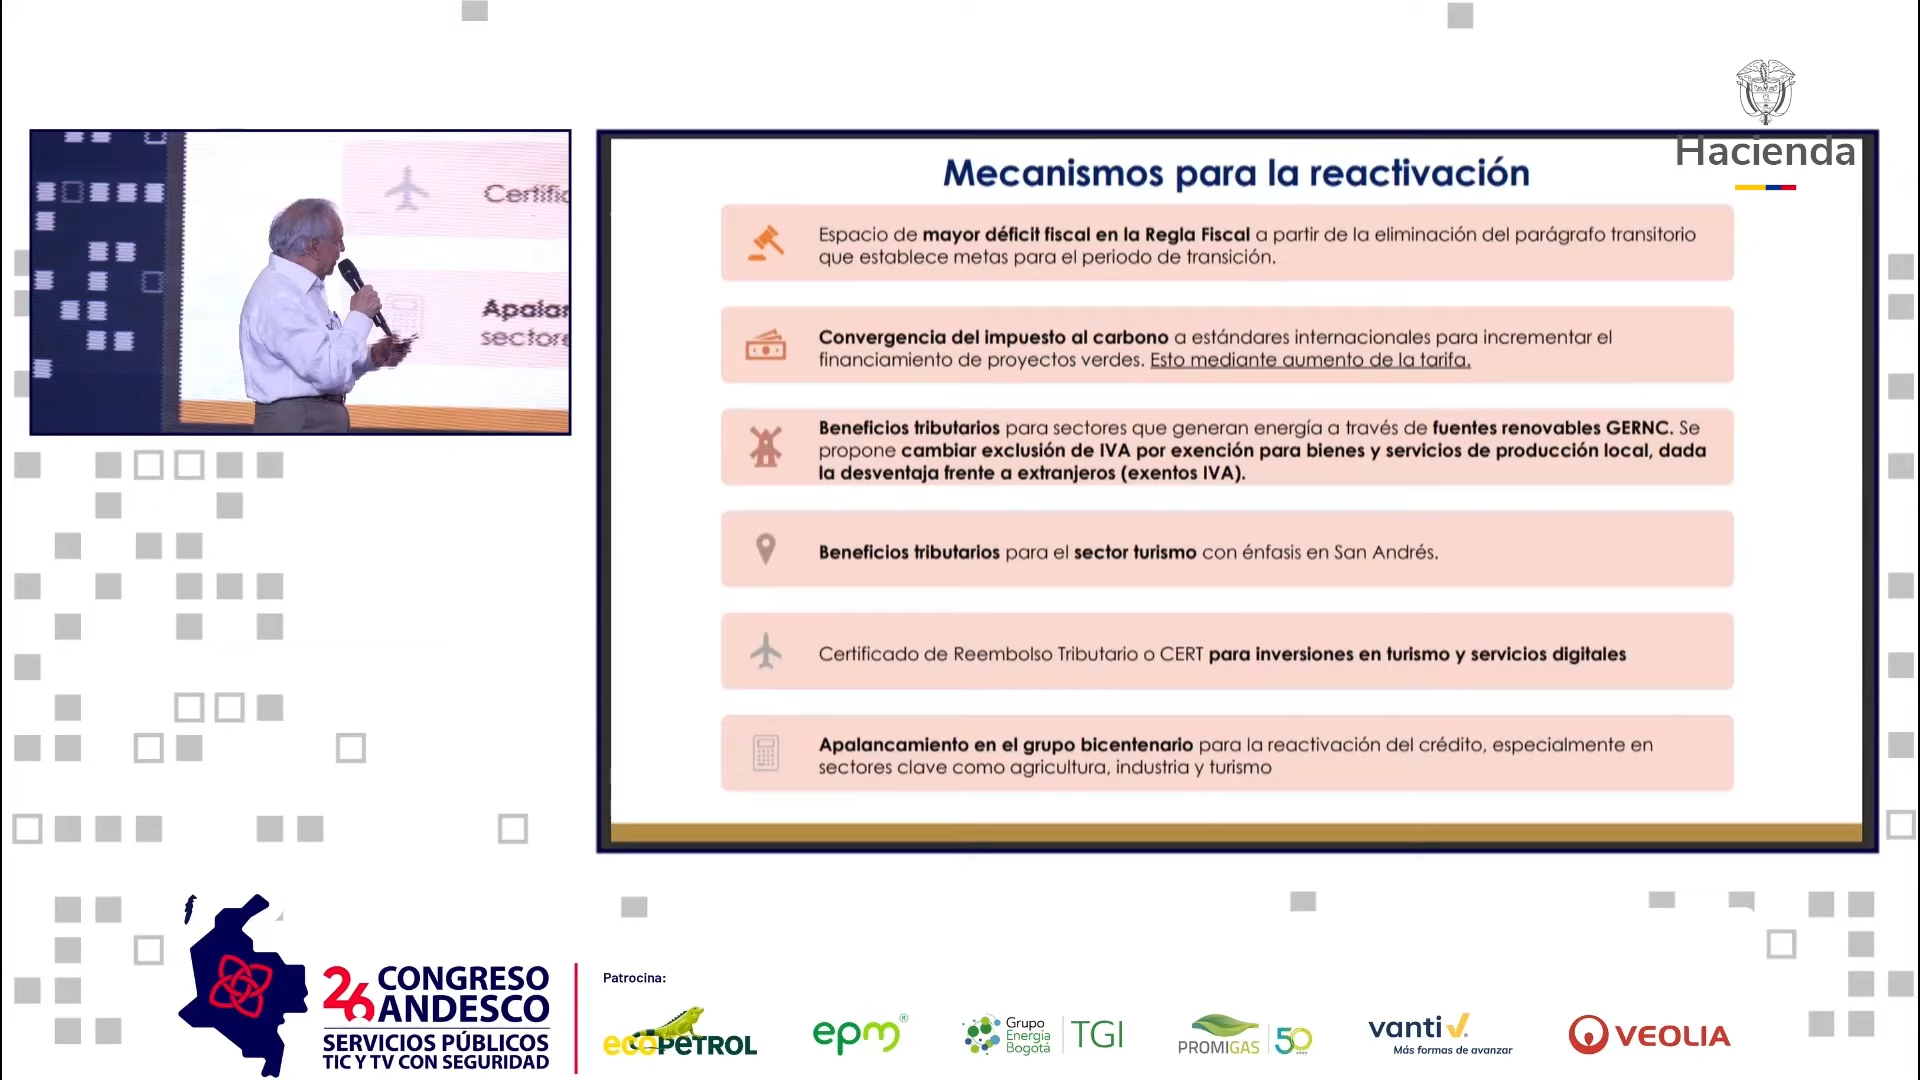 Hacienda
Certific
Apalan
sectore
Mecanismos para la reactivación
Espacio de mayor déficit fiscal en la Regla Fiscal a partir de la eliminación del parágrafo transitorio
que establece metas para el periodo de transición.
Convergencia del impuesto al carbono a estándares internacionales para incrementar el
financiamiento de proyectos verdes. Esto mediante aumento de la tarifa.
Beneficios tributarios para sectores que generan energía a través de fuentes renovables GERNC. Se
propone cambiar exclusión de IVA por exención para bienes y servicios de producción local, dada
la desventaja frente a extranjeros (exentos IVA).
Beneficios tributarios para el sector turismo con énfasis en San Andrés.
Certificado de Reembolso Tributario o CERT para inversiones en turismo y servicios digitales
Apalancamiento en el grupo bicentenario para la reactivación del crédito, especialmente en
sectores clave como agricultura, industria y turismo
26 CONGRESO
ANDESCO
SERVICIOS PÚBLICOS
TIC Y TV CON SEGURIDAD
Patrocina:
ecopetrol
epm®
Grupo
Energía
Bogotá
TGI
PROMIGAS
50
vanti
Más formas de avanzar
VEOLIA